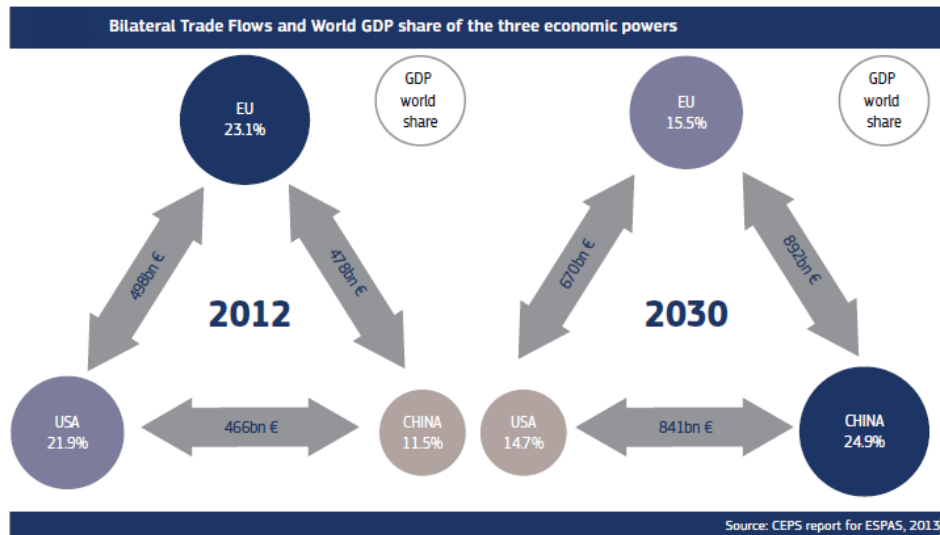 Bilateral Trade Flows and World GDP share of the three economic powers
EU
23.1%
GDP
world
share
498bn €
478bn €
2012
USA
21.9%
466bn €
CHINA
11.5%
EU
15.5%
GDP
world
share
670bn €
892bn €
2030
USA
14.7%
841bn €
CHINA
24.9%
Source: CEPS report for ESPAS, 2013